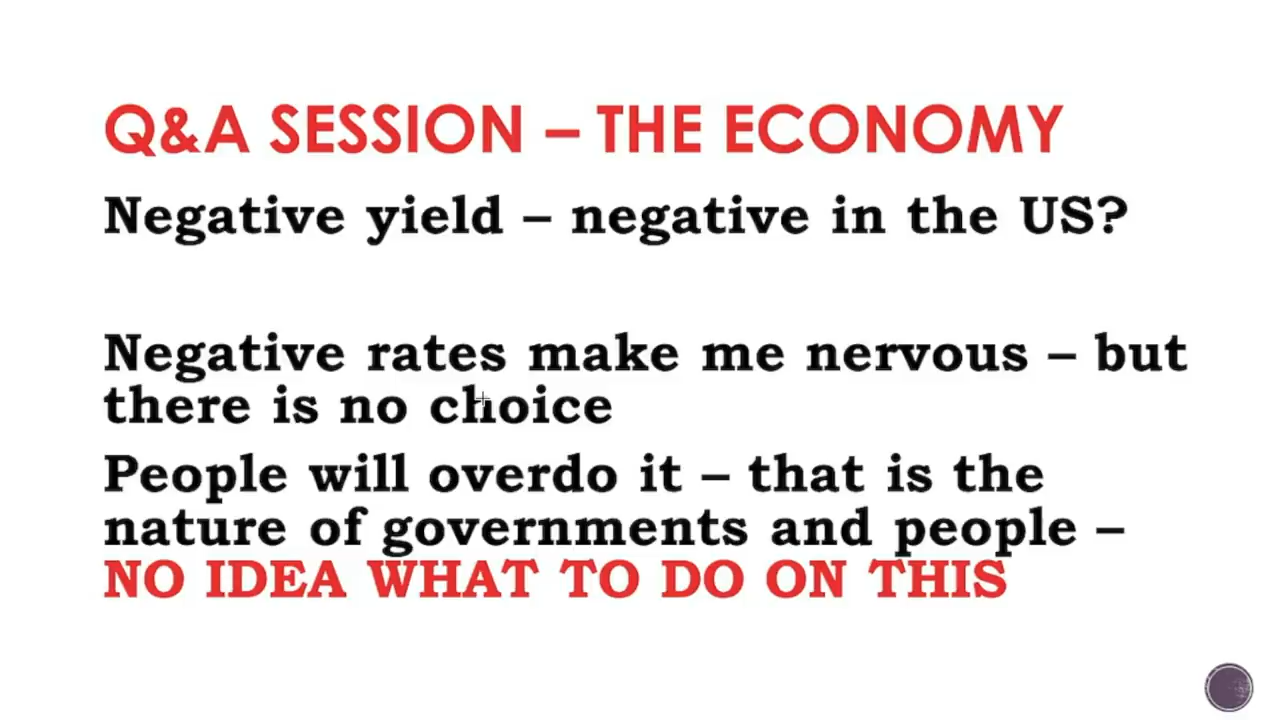 Q&A SESSION – THE ECONOMY
Negative yield – negative in the US?
Negative rates make me nervous – but
there is no choice
People will overdo it – that is the
nature of governments and people –
NO IDEA WHAT TO DO ON THIS